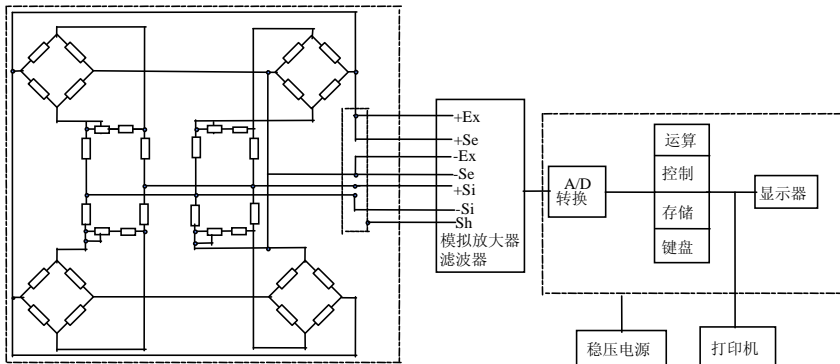 +Ex
+Se
-Ex
-Se
+Si
-Si
Sh
模拟放大器
滤波器
A/D
转换
运算
控制
存储
键盘
显示器
稳压电源
打印机